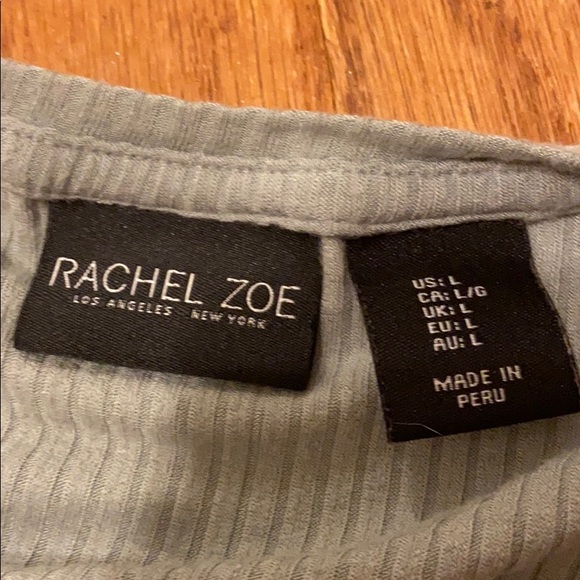 RACHEL ZOE
LOS ANGELES NEW YORK
US: L
CA: L/G
UK: L
EU: L
AU: L
MADE IN
PERU